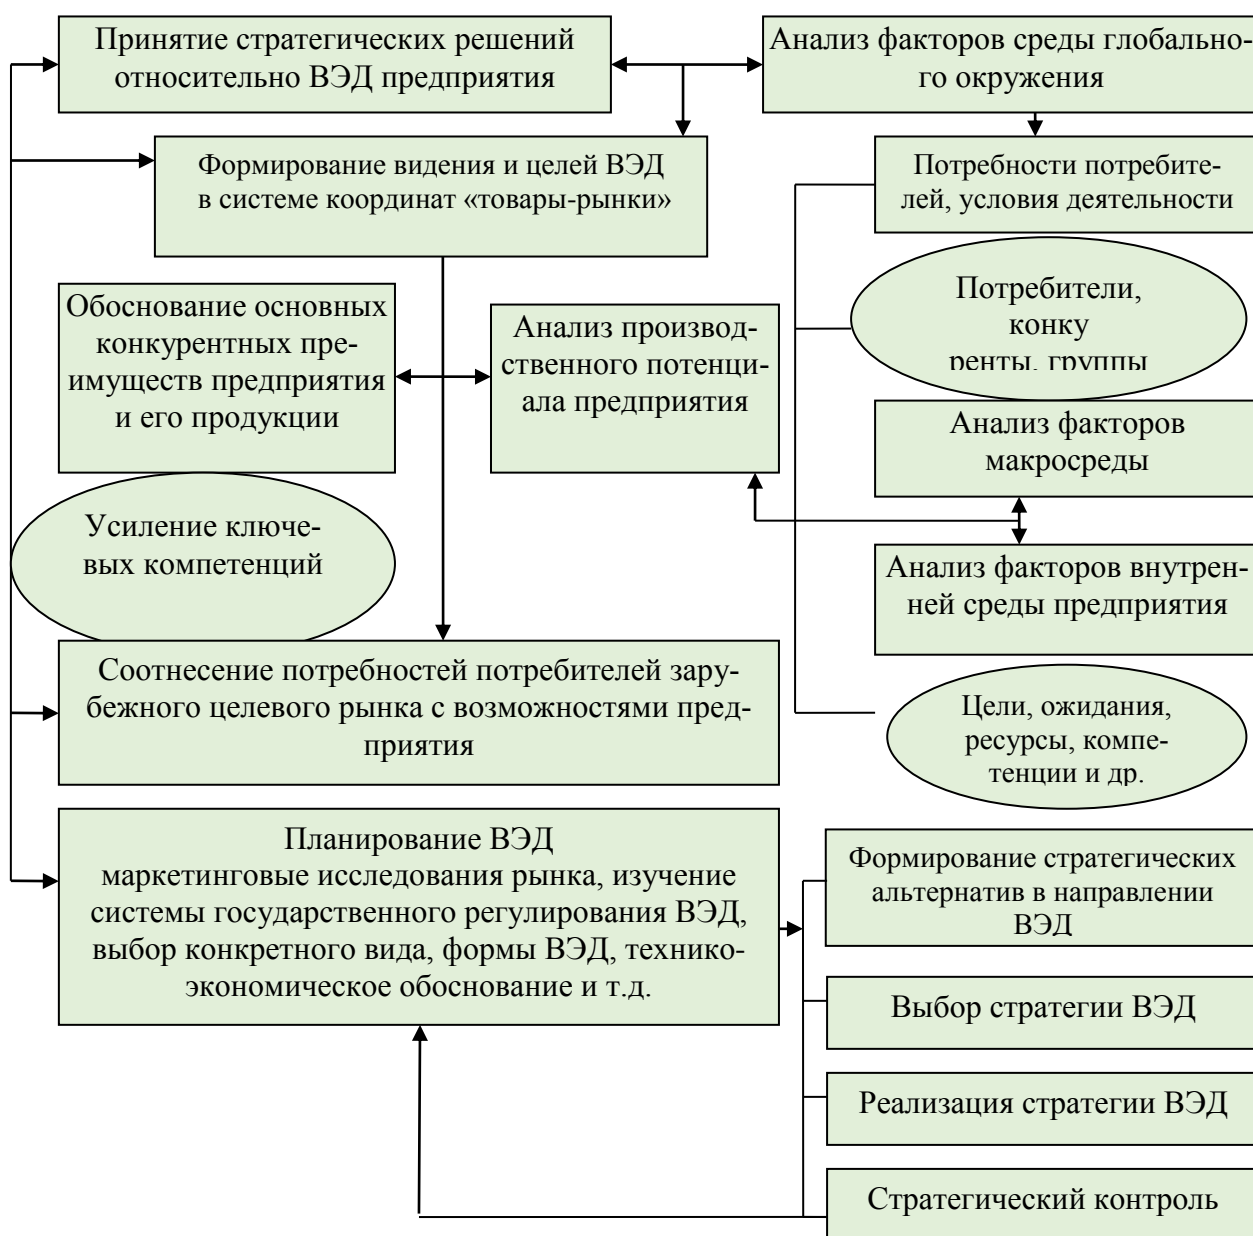 Принятие стратегических решений
относительно ВЭД предприятия
Анализ факторов среды глобально-
го окружения
Формирование видения и целей ВЭД
в системе координат «товары-рынки»
Потребности потребите-
лей, условия деятельности
Потребители,
конку
ренты, группы
Обоснование основных
конкурентных пре-
имуществ предприятия
и его продукции
Анализ производ-
ственного потенци-
ала предприятия
Анализ факторов
макросреды
Усиление ключе-
вых компетенций
Анализ факторов внутрен-
ней среды предприятия
Соотнесение потребностей потребителей зару-
бежного целевого рынка с возможностями пред-
приятия
Цели, ожидания,
ресурсы, компе-
тенции и др.
Планирование ВЭД
маркетинговые исследования рынка, изучение
системы государственного регулирования ВЭД,
выбор конкретного вида, формы ВЭД, технико-
экономическое обоснование и т.д.
Формирование стратегических
альтернатив в направлении
ВЭД
Выбор стратегии ВЭД
Реализация стратегии ВЭД
Стратегический контроль